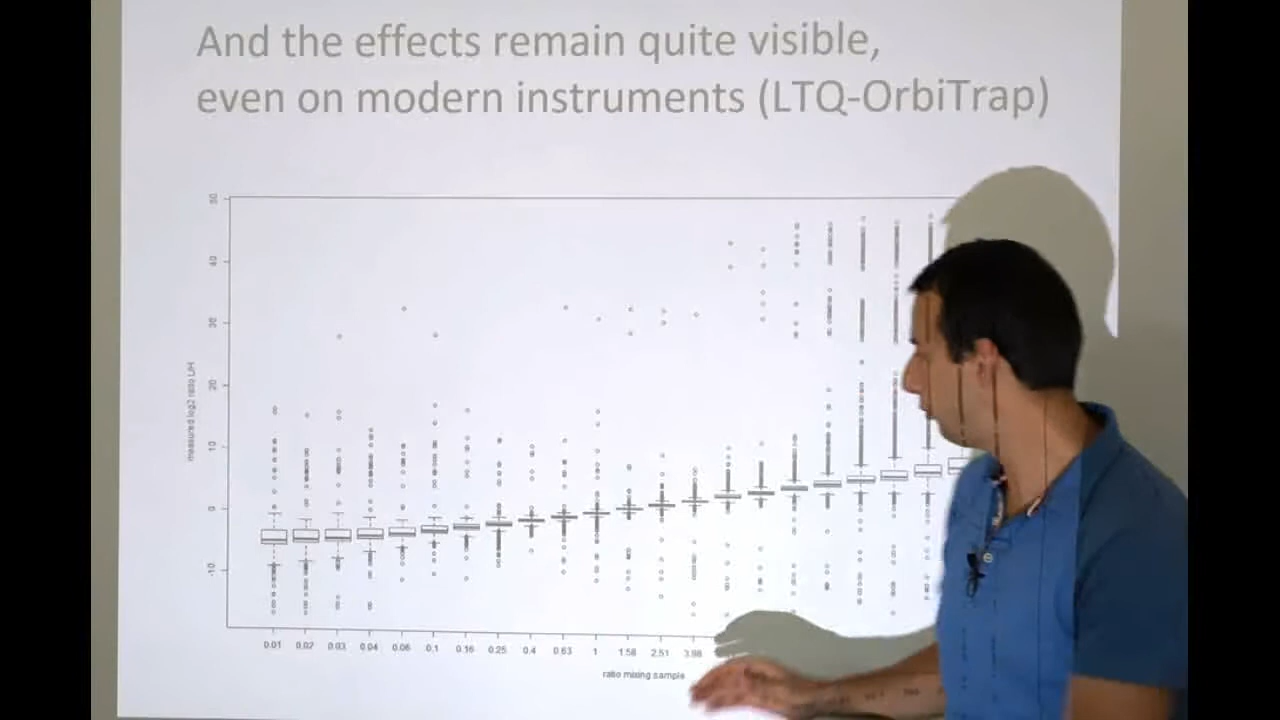 And the effects remain quite visible,
even on modern instruments (LTQ-OrbiTrap)
50
40
30
20
10
0
-10
measured log2 ratio L/H
0.01 0.02 0.03 0.04 0.06 0.1 0.16 0.25 0.4 0.63 1 1.58 2.51 3.98
ratio mixing sample